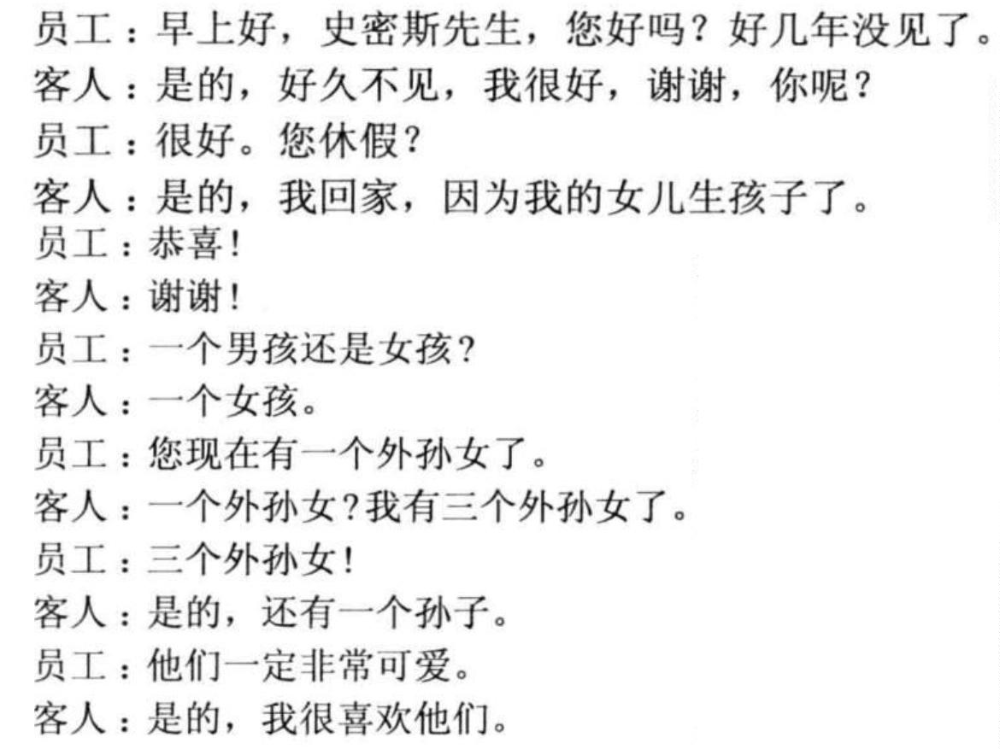 员工：早上好，史密斯先生，您好吗？好几年没见了。
客人：是的，好久不见，我很好，谢谢，你呢？
员工：很好。您休假？
客人：是的，我回家，因为我的女儿生孩子了。
员工：恭喜！
客人：谢谢！
员工：一个男孩还是女孩？
客人：一个女孩。
员工：您现在有一个外孙女了。
客人：一个外孙女？我有三个外孙女了。
员工：三个外孙女！
客人：是的，还有一个孙子。
员工：他们一定非常可爱。
客人：是的，我很喜欢他们。